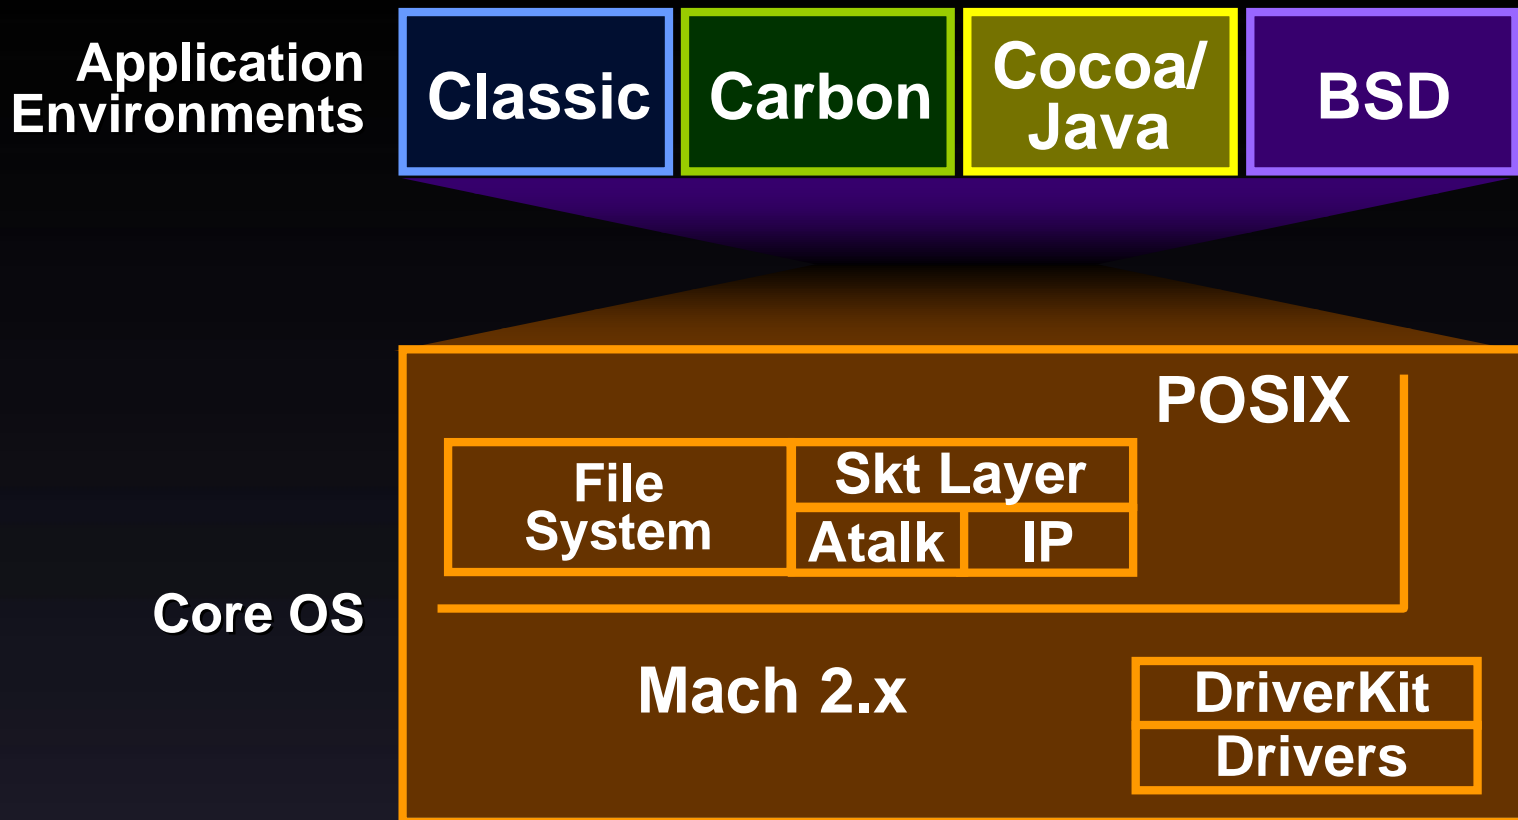 Application
Environments
Classic
Carbon
Cocoa/
Java
BSD
POSIX
File
System
Skt Layer
Atalk
IP
Core OS
Mach 2.x
DriverKit
Drivers